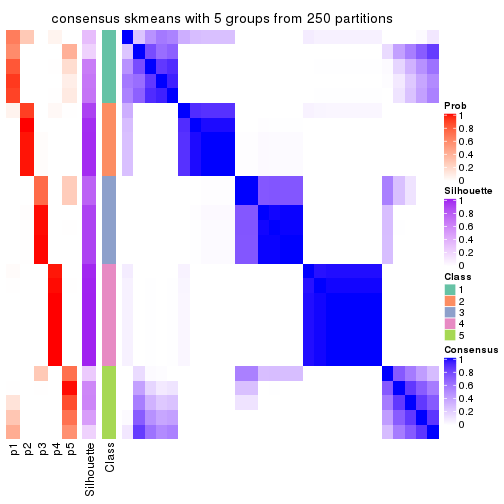 consensus skmeans with 5 groups from 250 partitions
Prob
1
0.8
0.6
0.4
0.2
0
Silhouette
1
0.8
0.6
0.4
0.2
0
Class
1
2
3
4
5
Consensus
1
0.8
0.6
0.4
0.2
0
p1
p2
p3
p4
p5
Silhouette
Class